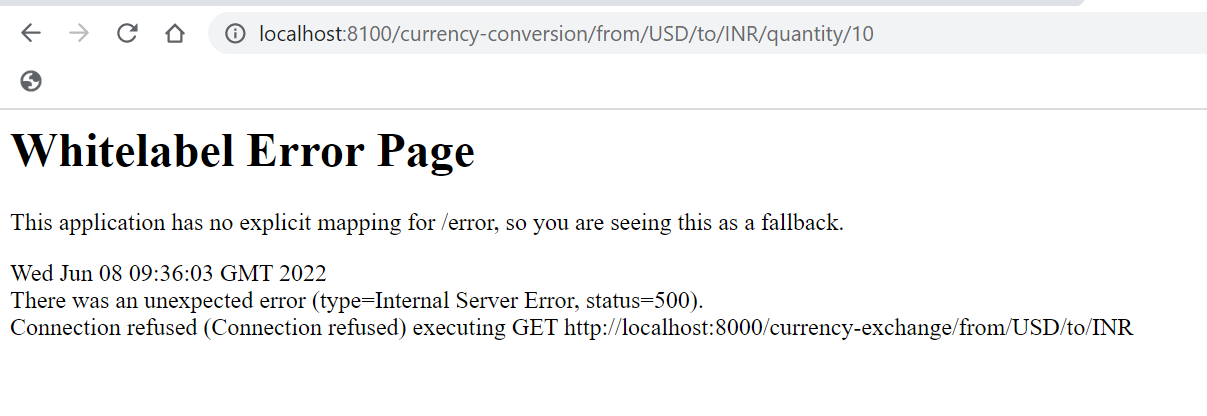 localhost:8100/currency-conversion/from/USD/to/INR/quantity/10
Whitelabel Error Page
This application has no explicit mapping for /error, so you are seeing this as a fallback.
Wed Jun 08 09:36:03 GMT 2022
There was an unexpected error (type=Internal Server Error, status=500).
Connection refused (Connection refused) executing GET http://localhost:8000/currency-exchange/from/USD/to/INR